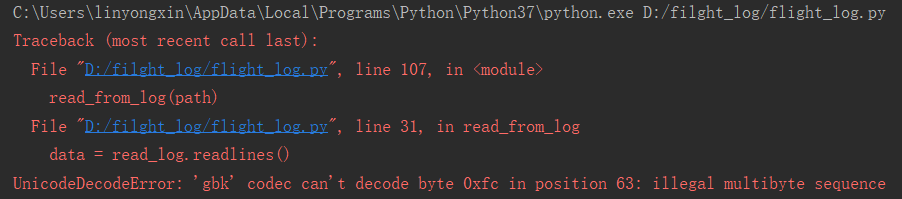 C:\Users\linyongxin\AppData\Local\Programs\Python\Python37\python.exe D:/filght_log/flight_log.py
Traceback (most recent call last):
  File "D:/filght_log/flight_log.py", line 107, in <module>
    read_from_log(path)
  File "D:/filght_log/flight_log.py", line 31, in read_from_log
    data = read_log.readlines()
UnicodeDecodeError: 'gbk' codec can't decode byte 0xfc in position 63: illegal multibyte sequence